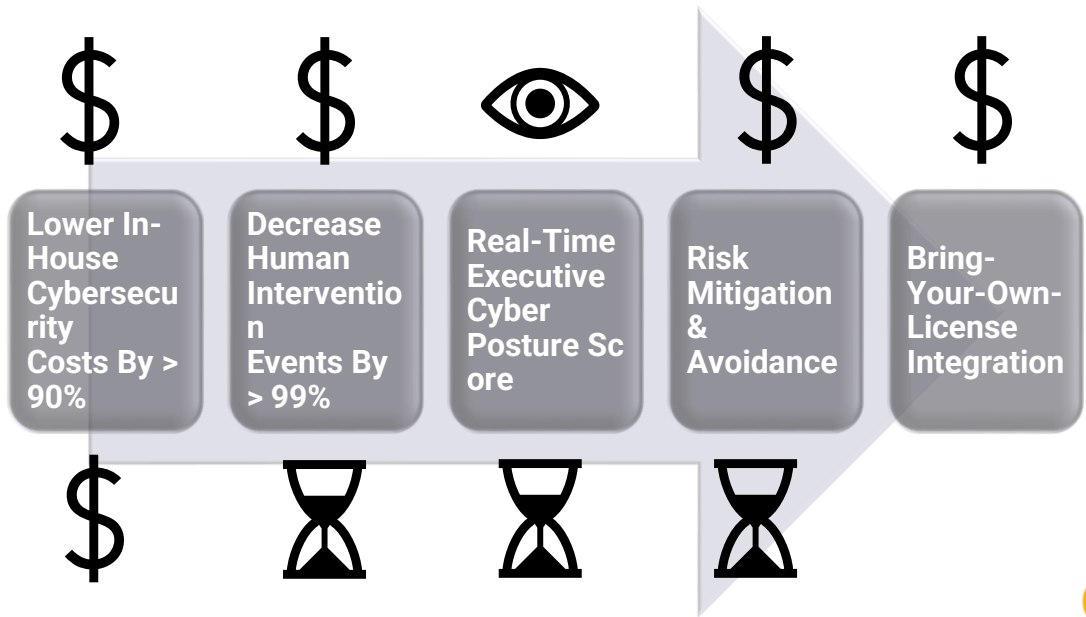 Lower In-
House
Cybersecu
rity
Costs By >
90%
Decrease
Human
Interventio
n
Events By
> 99%
Real-Time
Executive
Cyber
Posture Sc
ore
Risk
Mitigation
&
Avoidance
Bring-
Your-Own-
License
Integration